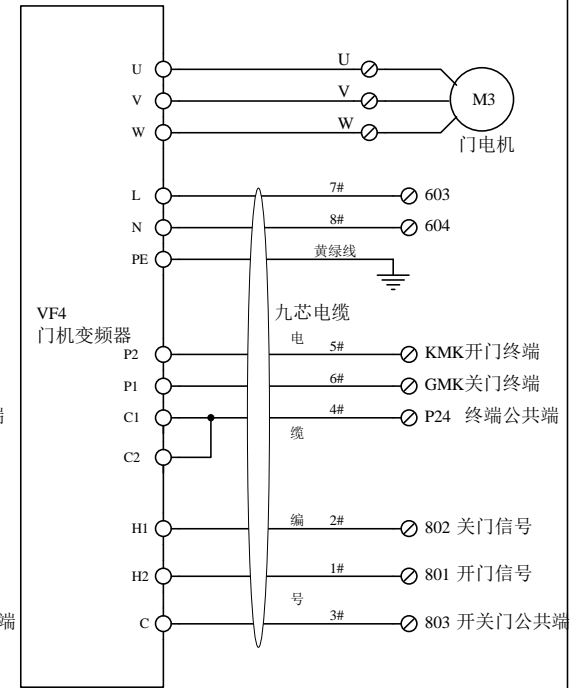 U U
V V M3
W W
门电机
L 7# 603
N 8# 604
PE 黄绿线
VF4
门机变频器
九芯电缆
电
P2 5# KMK开门终端
P1 6# GMK关门终端
端
C1 4# P24 终端公共端
缆
C2
H1 编 2# 802 关门信号
H2 1# 801 开门信号
号
端
C 3# 803 开关门公共端